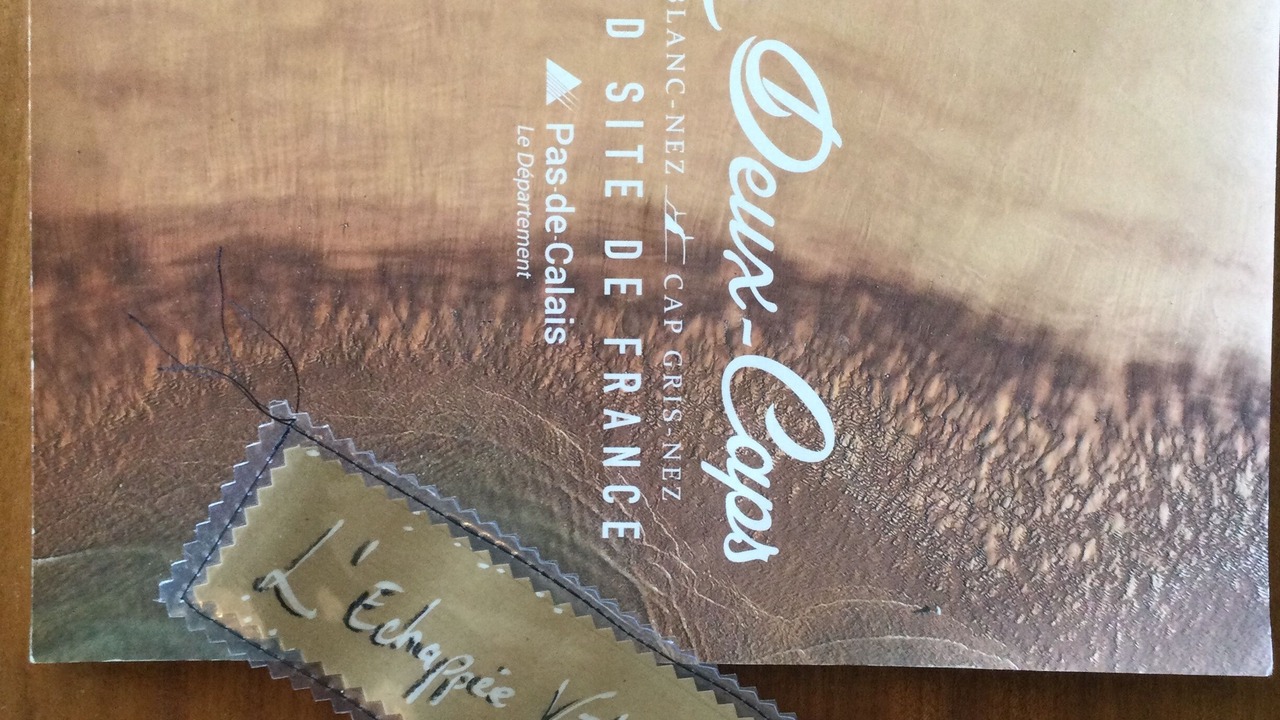 Deux-Caps
BLANC-NEZ CAP GRIS-NEZ
D SITE DE FRANCE
Pas-de-Calais
Le Département
L'Echappée